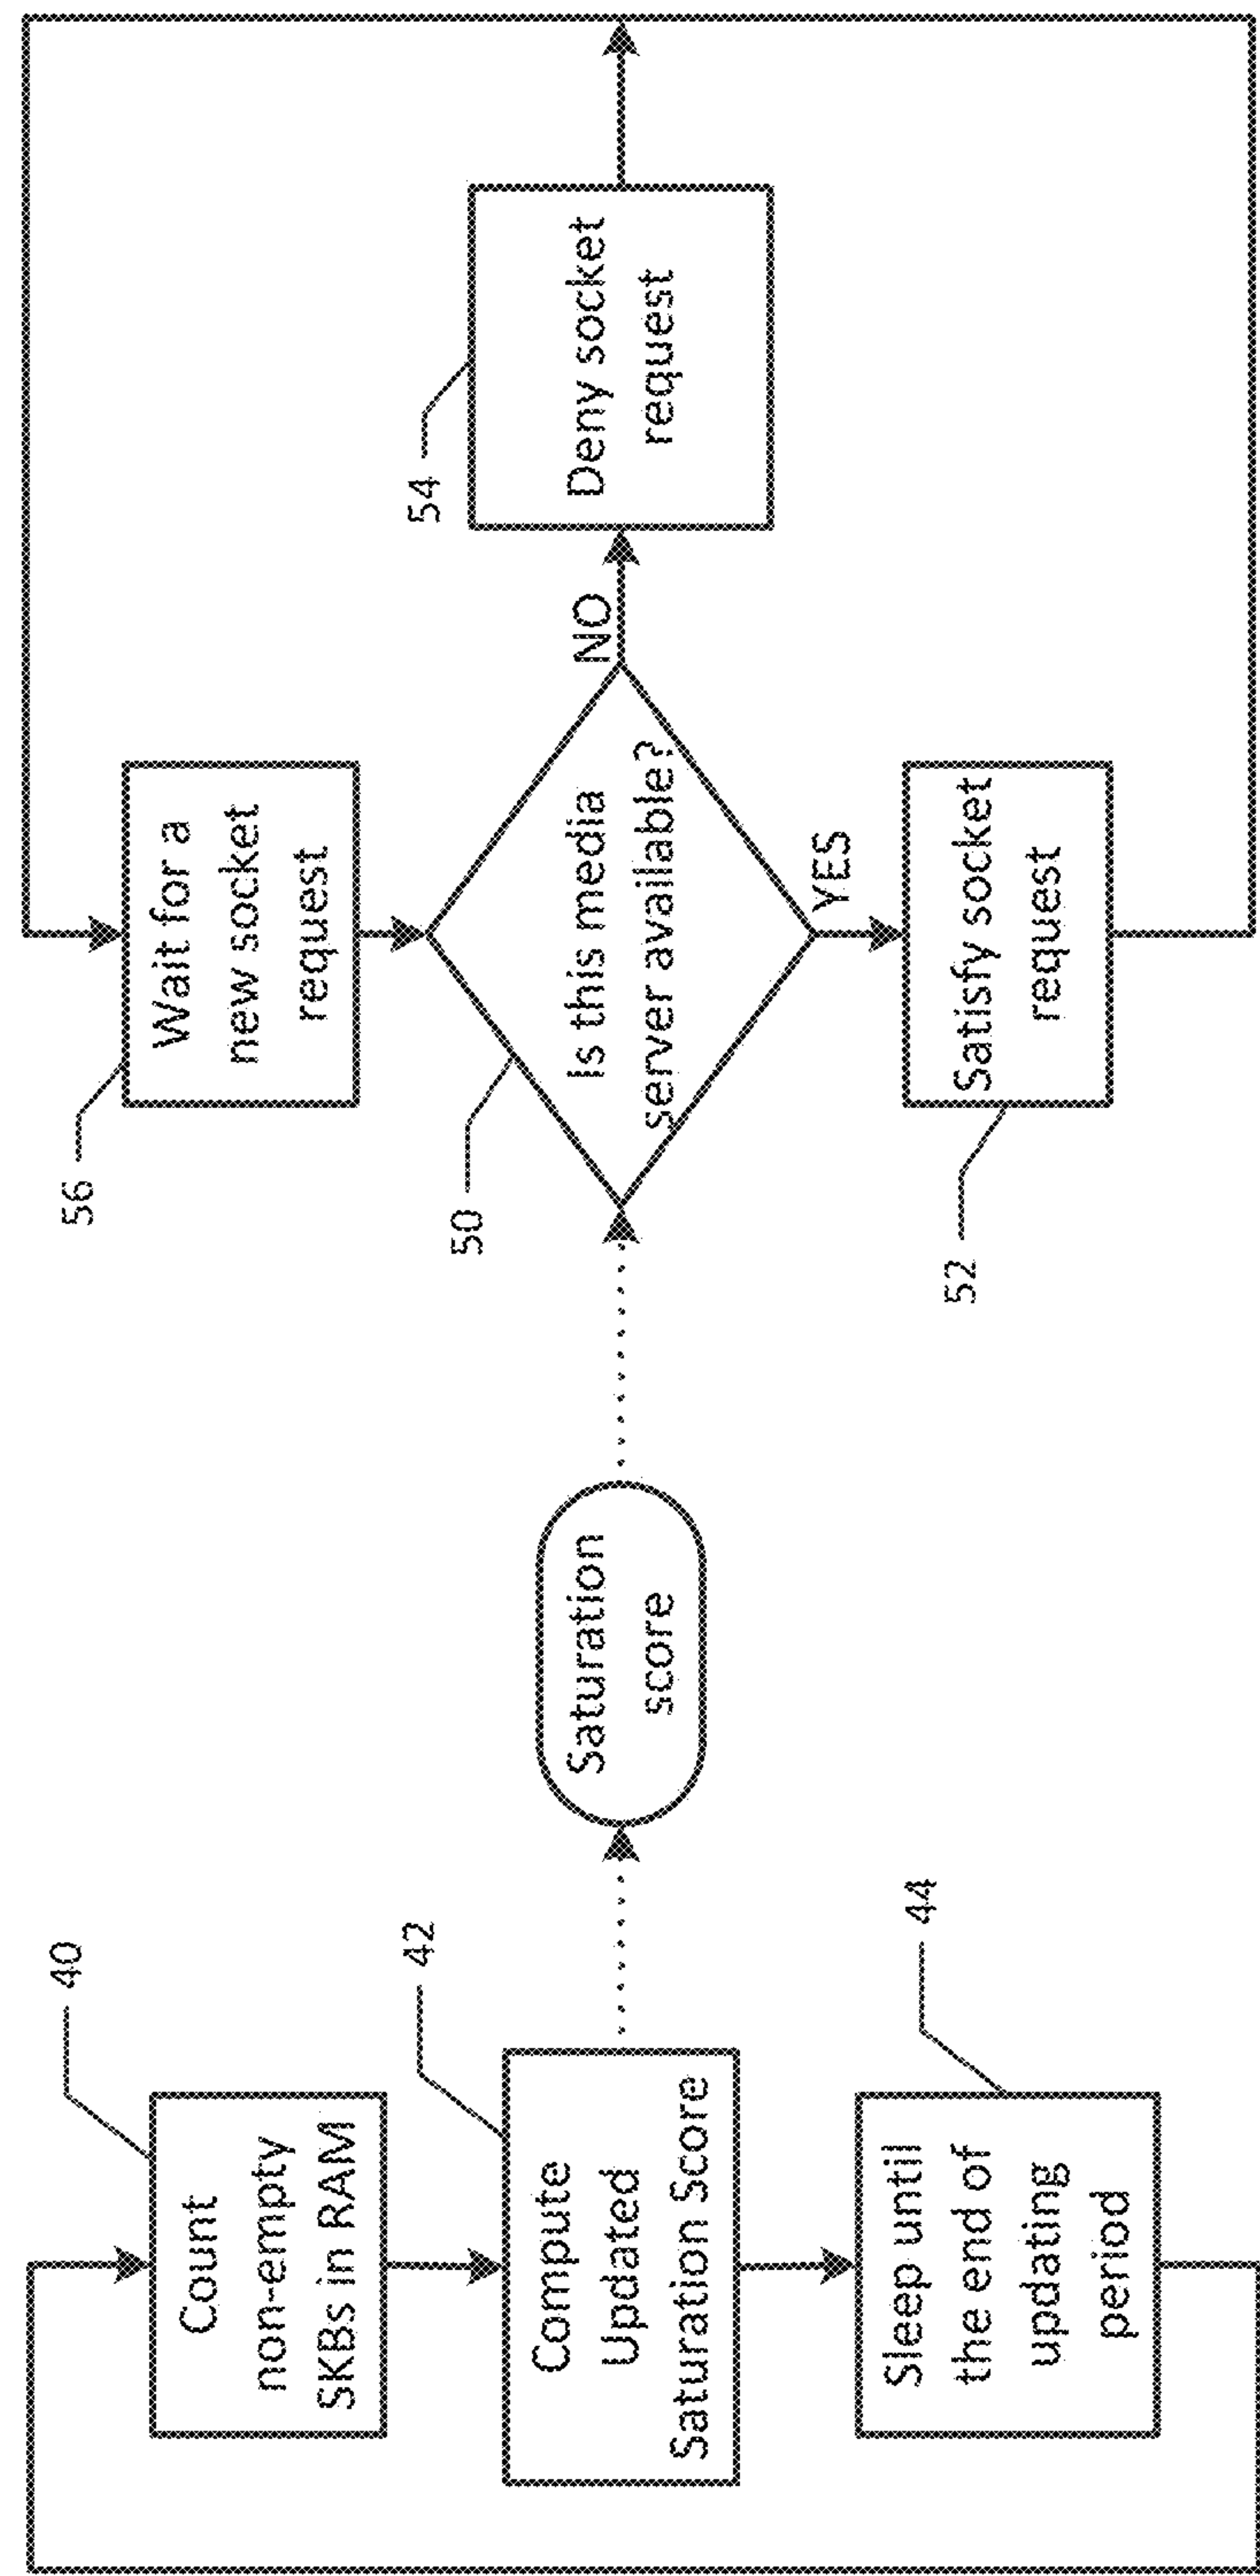 40
Count
non-empty
SKBs in RAM
42
Compute
Updated
Saturation Score
44
Sleep until
the end of
updating
period
Saturation
score
56
Wait for a
new socket
request
50
Is this media
server available?
NO
YES
54
Deny socket
request
52
Satisfy socket
request